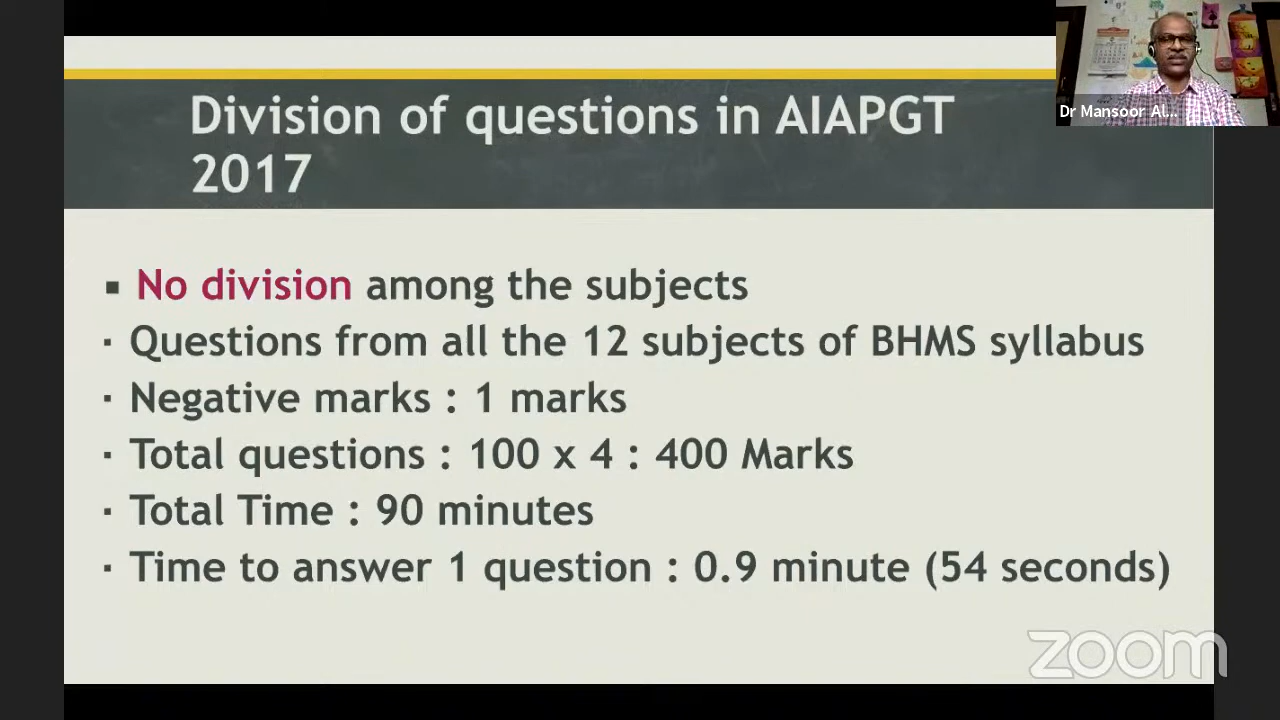 Division of questions in AIAPGT
2017
Dr Mansoor Al...
▪ No division among the subjects
· Questions from all the 12 subjects of BHMS syllabus
· Negative marks : 1 marks
· Total questions : 100 x 4 : 400 Marks
· Total Time : 90 minutes
· Time to answer 1 question : 0.9 minute (54 seconds)
zoom